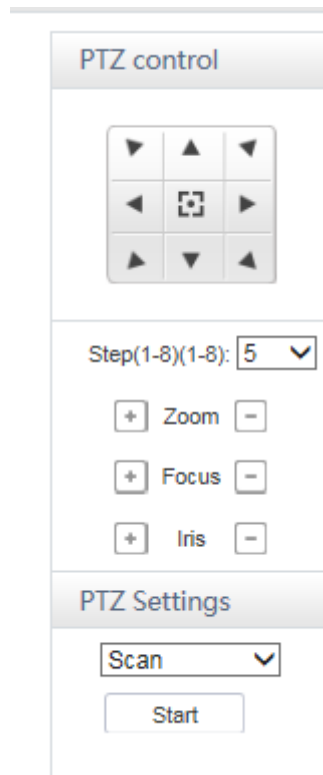 PTZ control
Step(1-8)(1-8): 5
+ Zoom -
+ Focus -
+ Iris -
PTZ Settings
Scan
Start